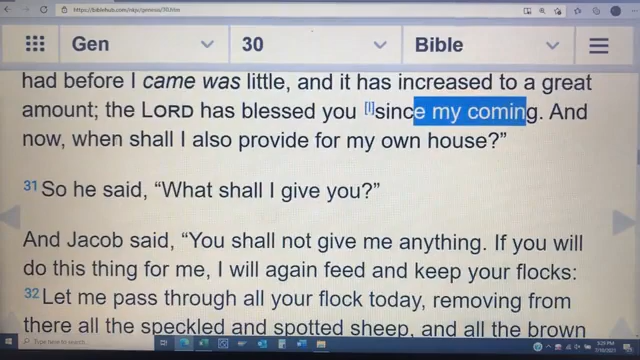 https://biblehub.com/nkjv/genesis/30.htm
Gen 30 Bible
had before I came was little, and it has increased to a great
amount; the LORD has blessed you [l]since my coming. And
now, when shall I also provide for my own house?”
31 So he said, “What shall I give you?”
And Jacob said, “You shall not give me anything. If you will
do this thing for me, I will again feed and keep your flocks:
32 Let me pass through all your flock today, removing from
there all the speckled and spotted sheep, and all the brown
Type here to search